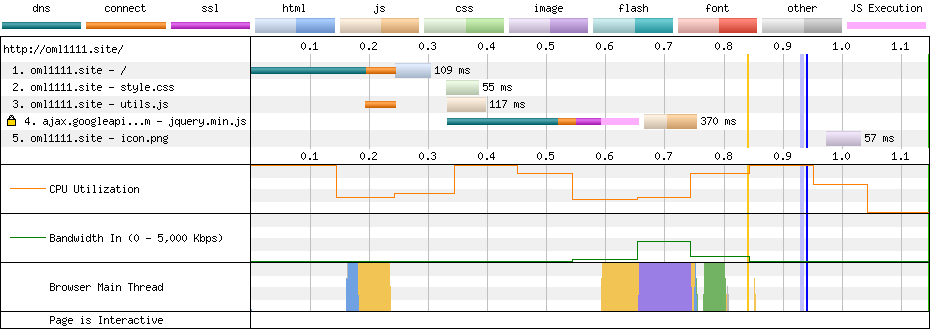 dns connect ssl html js css image flash font other JS Execution
http://oml1111.site/ 0.1 0.2 0.3 0.4 0.5 0.6 0.7 0.8 0.9 1.0 1.1
1. oml1111.site - / 109 ms
2. oml1111.site - style.css 55 ms
3. oml1111.site - utils.js 117 ms
4. ajax.googleapi...m - jquery.min.js 370 ms
5. oml1111.site - icon.png 57 ms
0.1 0.2 0.3 0.4 0.5 0.6 0.7 0.8 0.9 1.0 1.1
CPU Utilization
Bandwidth In (0 - 5,000 Kbps)
Browser Main Thread
Page is Interactive